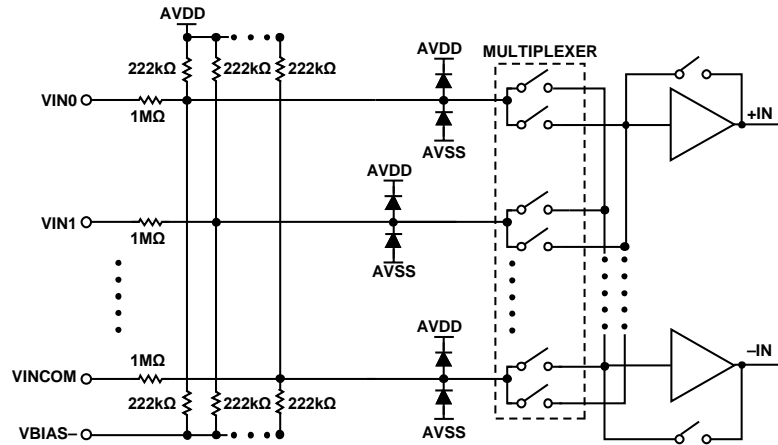 AVDD
222kΩ 222kΩ 222kΩ
AVDD
MULTIPLEXER
VIN0
1MΩ
+IN
AVSS
AVDD
VIN1
1MΩ
AVSS
AVDD
1MΩ
–IN
VINCOM
222kΩ 222kΩ 222kΩ
AVSS
VBIAS–